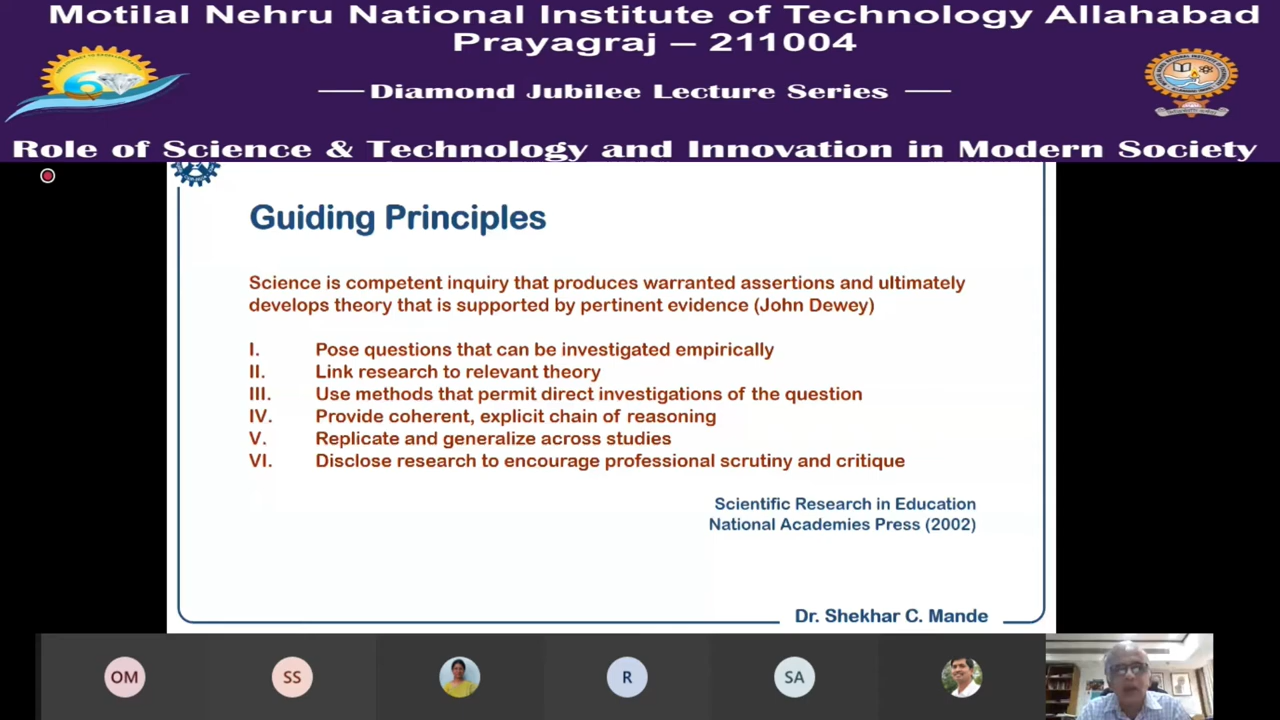 Motilal Nehru National Institute of Technology Allahabad
Prayagraj – 211004
Diamond Jubilee Lecture Series
Role of Science & Technology and Innovation in Modern Society
Guiding Principles
Science is competent inquiry that produces warranted assertions and ultimately
develops theory that is supported by pertinent evidence (John Dewey)
I. Pose questions that can be investigated empirically
II. Link research to relevant theory
III. Use methods that permit direct investigations of the question
IV. Provide coherent, explicit chain of reasoning
V. Replicate and generalize across studies
VI. Disclose research to encourage professional scrutiny and critique
Scientific Research in Education
National Academies Press (2002)
Dr. Shekhar C. Mande
OM
SS
R
SA